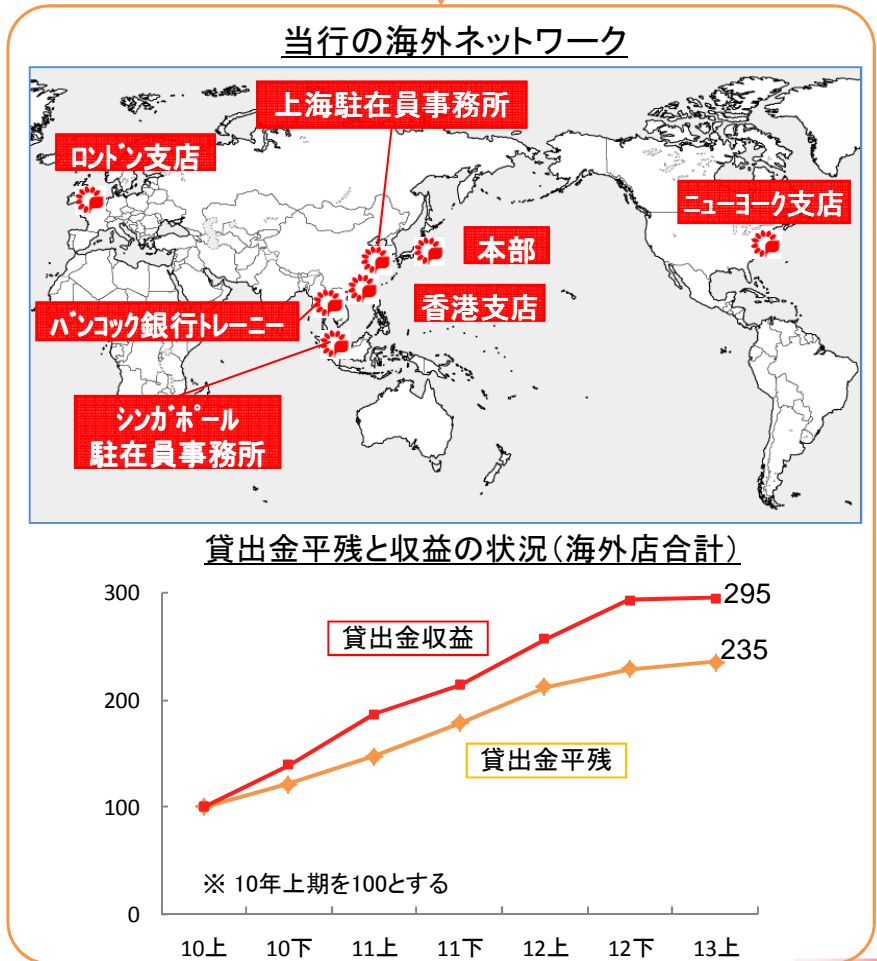 当行の海外ネットワーク
上海駐在員事務所
ロンドン支店
ニューヨーク支店
本部
香港支店
バンコック銀行トレーニー
シンガポール
駐在員事務所
貸出金平残と収益の状況(海外店合計)
300
295
貸出金収益
235
200
貸出金平残
100
※ 10年上期を100とする
0
10上 10下 11上 11下 12上 12下 13上